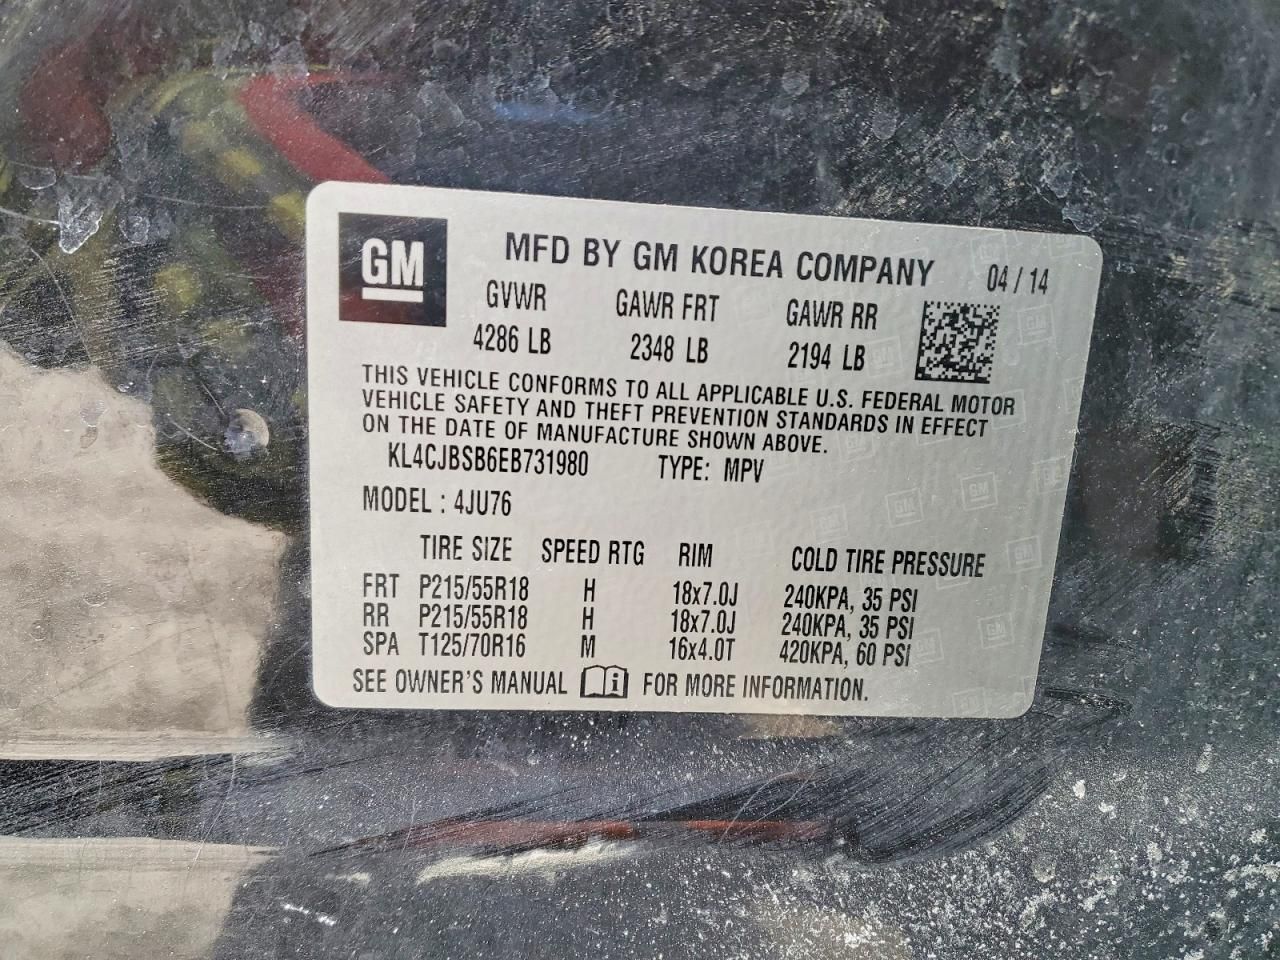 GM
MFD BY GM KOREA COMPANY 04 / 14
GVWR GAWR FRT GAWR RR
4286 LB 2348 LB 2194 LB
THIS VEHICLE CONFORMS TO ALL APPLICABLE U.S. FEDERAL MOTOR
VEHICLE SAFETY AND THEFT PREVENTION STANDARDS IN EFFECT
ON THE DATE OF MANUFACTURE SHOWN ABOVE.
KL4CJBSB6EB731980 TYPE: MPV
MODEL : 4JU76
TIRE SIZE SPEED RTG RIM COLD TIRE PRESSURE
FRT P215/55R18 H 18x7.0J 240KPA, 35 PSI
RR P215/55R18 H 18x7.0J 240KPA, 35 PSI
SPA T125/70R16 M 16x4.0T 420KPA, 60 PSI
SEE OWNER'S MANUAL i FOR MORE INFORMATION.